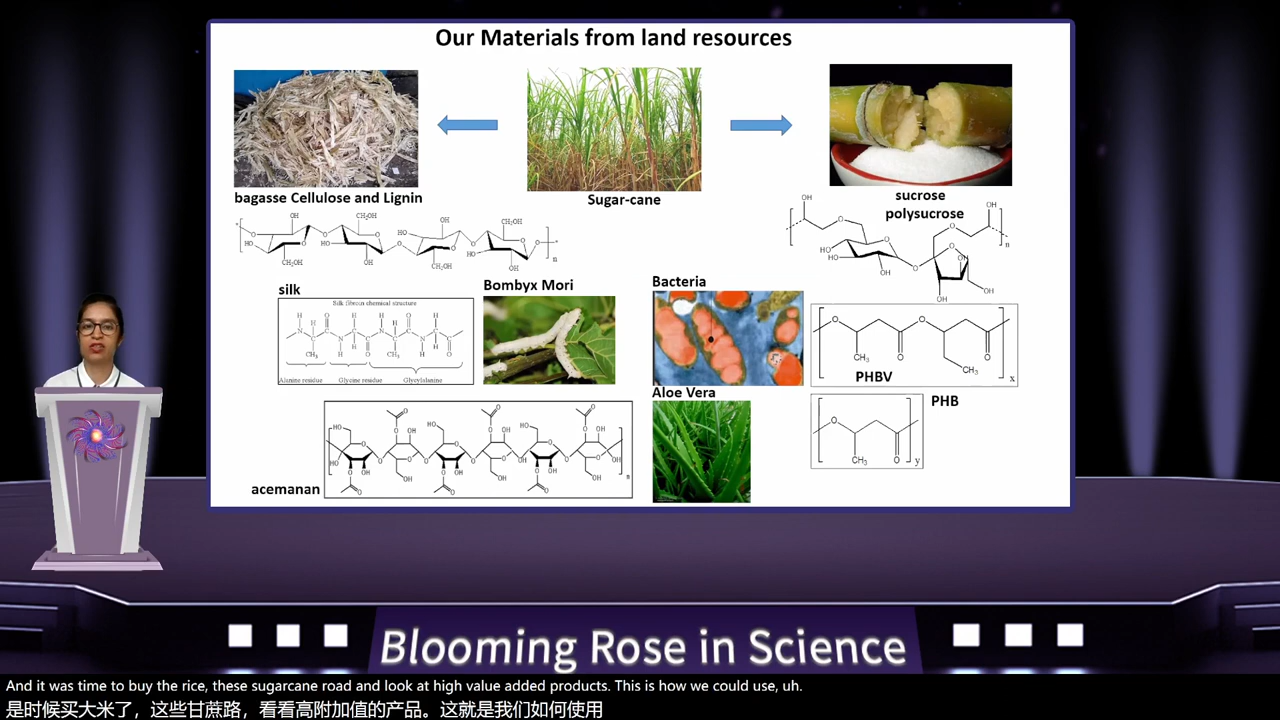 Our Materials from land resources
bagasse Cellulose and Lignin
Sugar-cane
sucrose
polysucrose
silk
Silk fibroin chemical structure
Alanine residue
Glycine residue
Glycylalanine
Bombyx Mori
Bacteria
PHBV
Aloe Vera
PHB
acemanan
Blooming Rose in Science
And it was time to buy the rice, these sugarcane road and look at high value added products. This is how we could use, uh.
是时候买大米了，这些甘蔗路，看看高附加值的产品。这就是我们如何使用